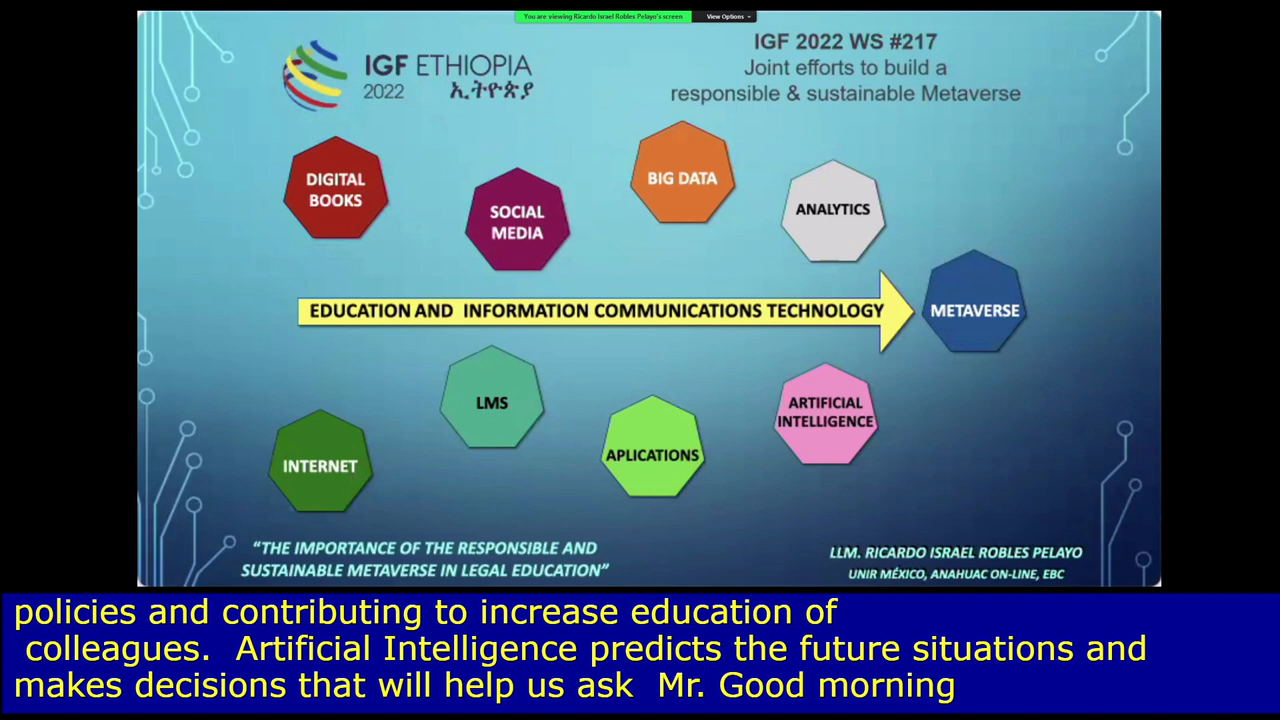 You are viewing Ricardo Israel Robles Pelayo's screen
View Options
IGF ETHIOPIA
2022 ኢትዮጵያ
IGF 2022 WS #217
Joint efforts to build a
responsible & sustainable Metaverse
DIGITAL
BOOKS
SOCIAL
MEDIA
BIG DATA
ANALYTICS
EDUCATION AND INFORMATION COMMUNICATIONS TECHNOLOGY
METAVERSE
INTERNET
LMS
APLICATIONS
ARTIFICIAL
INTELLIGENCE
“THE IMPORTANCE OF THE RESPONSIBLE AND
SUSTAINABLE METAVERSE IN LEGAL EDUCATION”
LLM. RICARDO ISRAEL ROBLES PELAYO
UNIR MÉXICO, ANAHUAC ON-LINE, EBC
policies and contributing to increase education of
colleagues. Artificial Intelligence predicts the future situations and
makes decisions that will help us ask Mr. Good morning